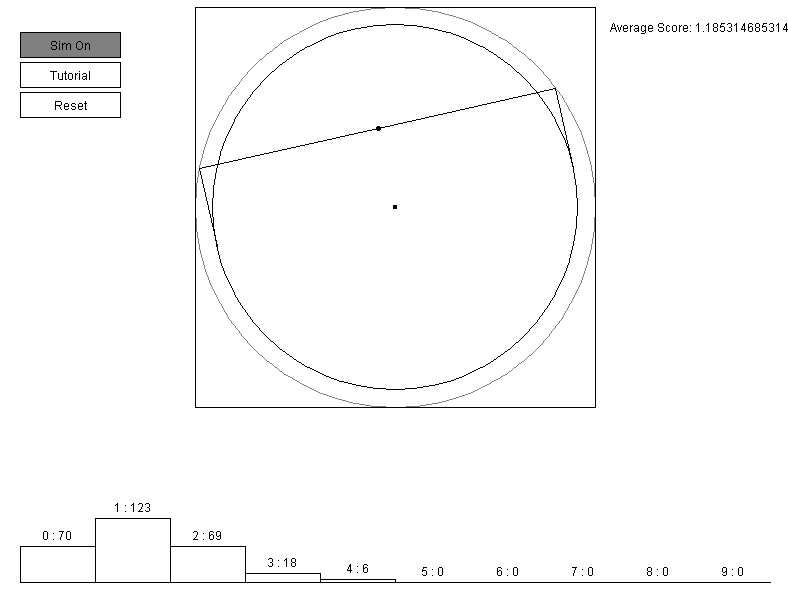 Average Score: 1.185314685314
Sim On
Tutorial
Reset
1 : 123
0 : 70
2 : 69
3 : 18
4 : 6
5 : 0
6 : 0
7 : 0
8 : 0
9 : 0